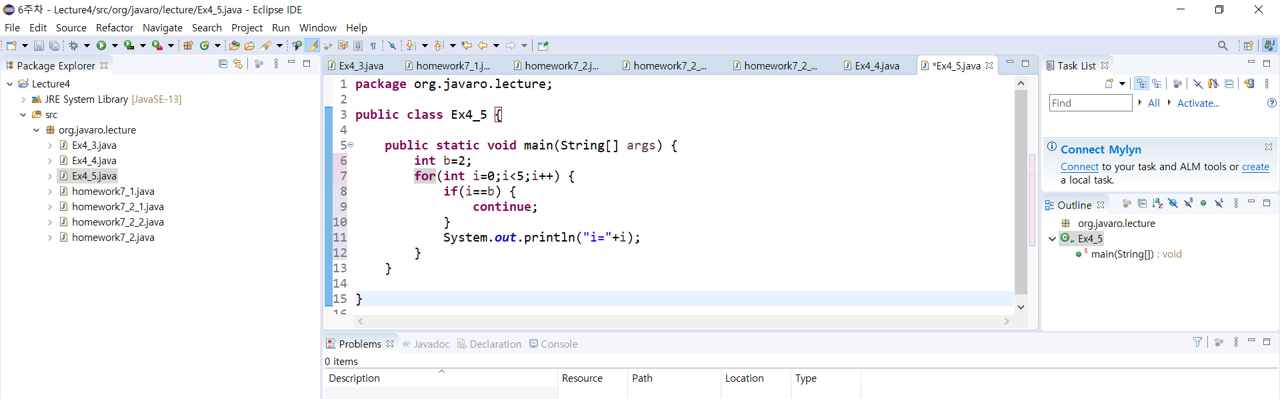 6주차 - Lecture4/src/org/javaro/lecture/Ex4_5.java - Eclipse IDE
File Edit Source Refactor Navigate Search Project Run Window Help
Package Explorer
Lecture4
JRE System Library [JavaSE-13]
src
org.javaro.lecture
Ex4_3.java
Ex4_4.java
Ex4_5.java
homework7_1.java
homework7_2_1.java
homework7_2_2.java
homework7_2.java
Ex4_3.java homework7_1.j... homework7_2.j... homework7_2_... homework7_2_... Ex4_4.java *Ex4_5.java
1 package org.javaro.lecture;
2
3 public class Ex4_5 {
4
5 public static void main(String[] args) {
6 int b=2;
7 for(int i=0;i<5;i++) {
8 if(i==b) {
9 continue;
10 }
11 System.out.println("i="+i);
12 }
13 }
14
15 }
16
Task List
Find All Activate...
Connect Mylyn
Connect to your task and ALM tools or create
a local task.
Outline
org.javaro.lecture
Ex4_5
main(String[]) : void
Problems Javadoc Declaration Console
0 items
Description Resource Path Location Type